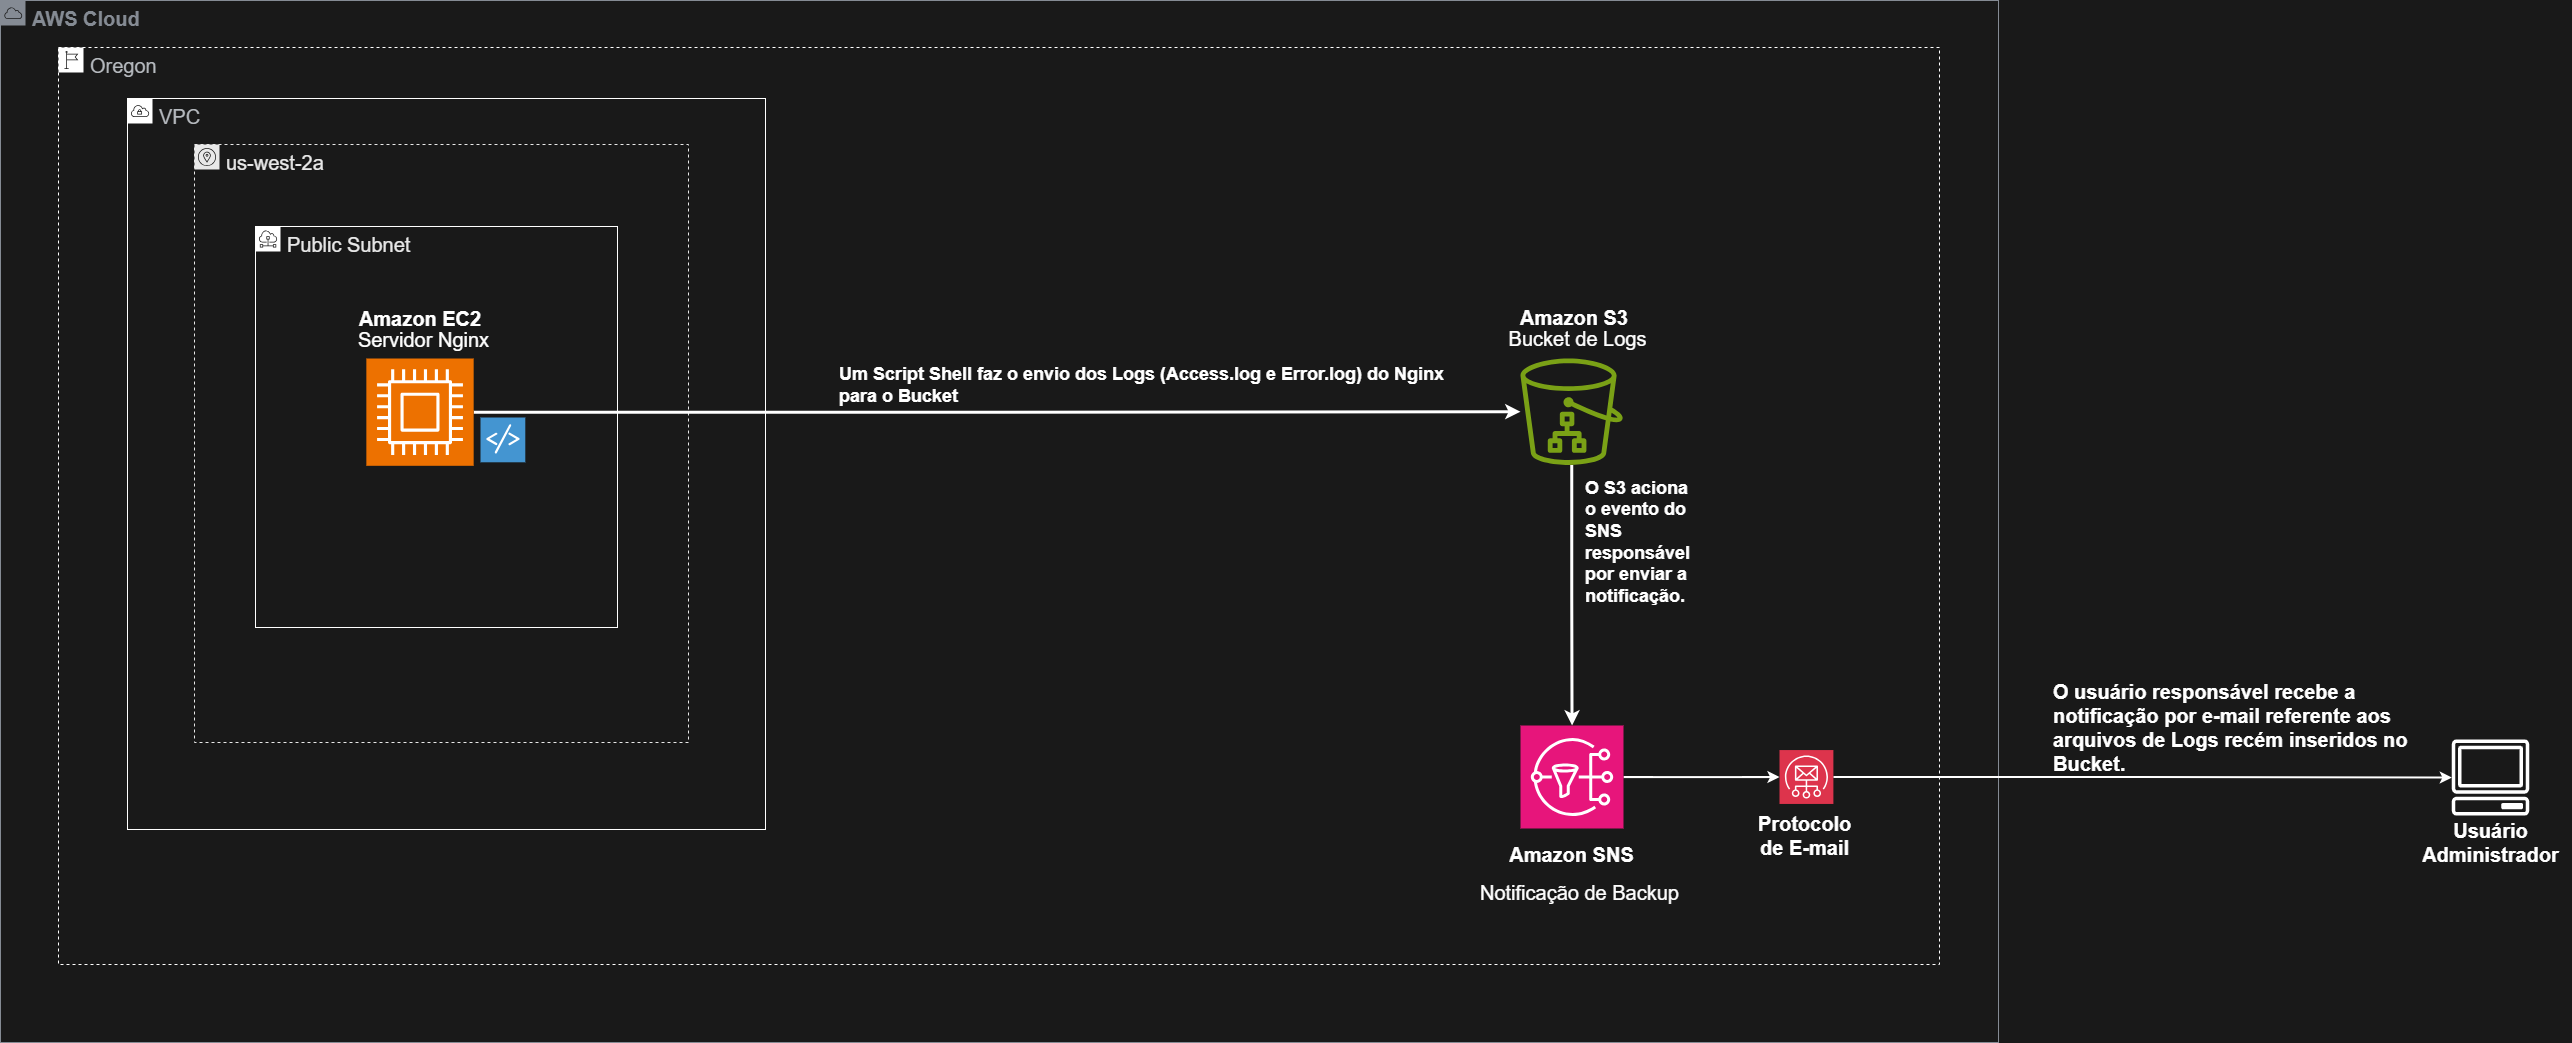 AWS Cloud
Oregon
VPC
us-west-2a
Public Subnet
Amazon EC2
Servidor Nginx
</>
Um Script Shell faz o envio dos Logs (Access.log e Error.log) do Nginx
para o Bucket
Amazon S3
Bucket de Logs
O S3 aciona
o evento do
SNS
responsável
por enviar a
notificação.
Amazon SNS
Notificação de Backup
Protocolo
de E-mail
O usuário responsável recebe a
notificação por e-mail referente aos
arquivos de Logs recém inseridos no
Bucket.
Usuário
Administrador